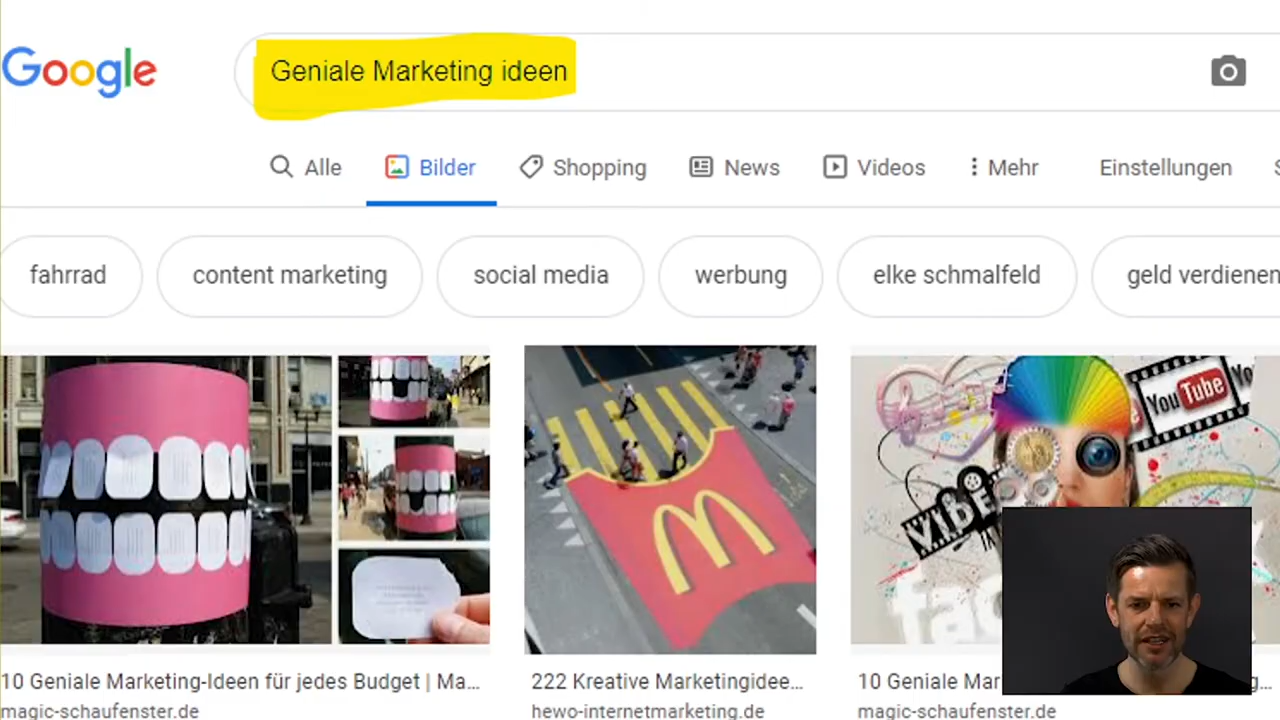 Google
Geniale Marketing ideen
Alle Bilder Shopping News Videos Mehr Einstellungen
fahrrad content marketing social media werbung elke schmalfeld geld verdienen
You Tube
10 Geniale Marketing-Ideen für jedes Budget | Ma...
magic-schaufenster.de
222 Kreative Marketingidee...
hewo-internetmarketing.de
10 Geniale Mar
magic-schaufenster.de